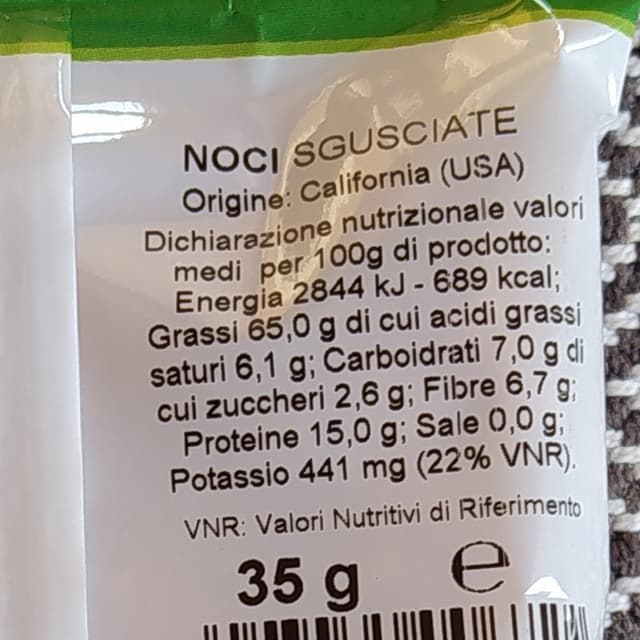 NOCI SGUSCIATE
Origine: California (USA)
Dichiarazione nutrizionale valori
medi per 100g di prodotto:
Energia 2844 kJ - 689 kcal;
Grassi 65,0 g di cui acidi grassi
saturi 6,1 g; Carboidrati 7,0 g di
cui zuccheri 2,6 g; Fibre 6,7 g;
Proteine 15,0 g; Sale 0,0 g;
Potassio 441 mg (22% VNR).
VNR: Valori Nutritivi di Riferimento
35 g e